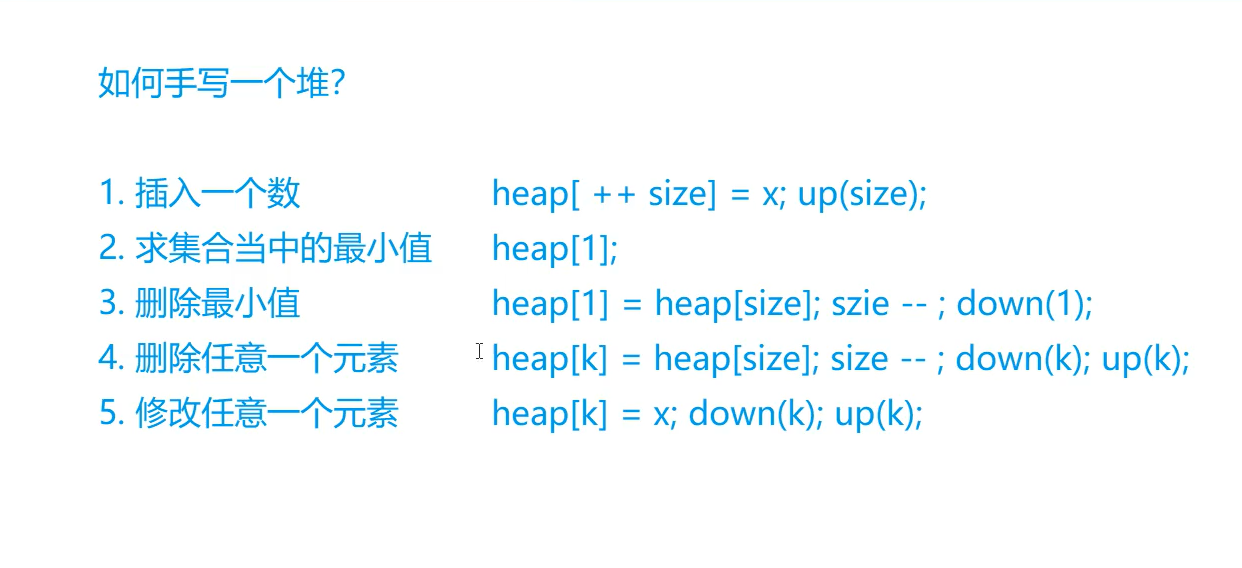 如何手写一个堆？
1. 插入一个数 heap[ ++ size] = x; up(size);
2. 求集合当中的最小值 heap[1];
3. 删除最小值 heap[1] = heap[size]; szie -- ; down(1);
4. 删除任意一个元素 heap[k] = heap[size]; size -- ; down(k); up(k);
5. 修改任意一个元素 heap[k] = x; down(k); up(k);